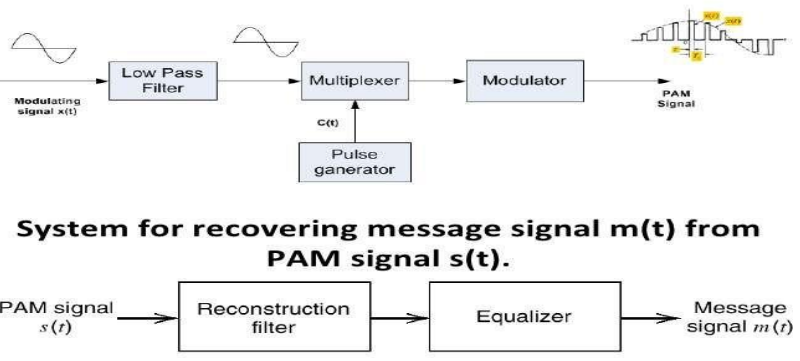 Low Pass
Filter
Multiplexer
Modulator
Modulating
signal x(t)
PAM
Signal
C(t)
Pulse
ganerator
System for recovering message signal m(t) from
PAM signal s(t).
PAM signal
s(t)
Reconstruction
filter
Equalizer
Message
signal m(t)